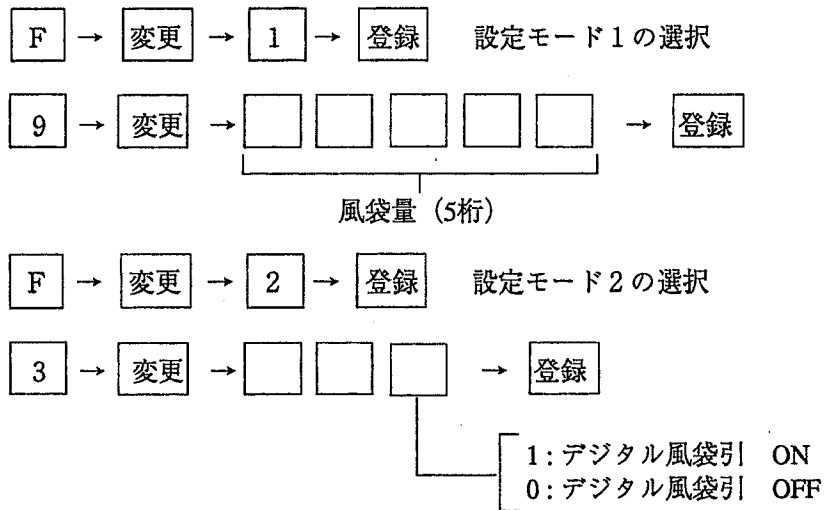 F → 変更 → 1 → 登録 設定モード1の選択
9 → 変更 → → 登録
風袋量（5桁）
F → 変更 → 2 → 登録 設定モード2の選択
3 → 変更 → → 登録
1:デジタル風袋引 ON
0:デジタル風袋引 OFF